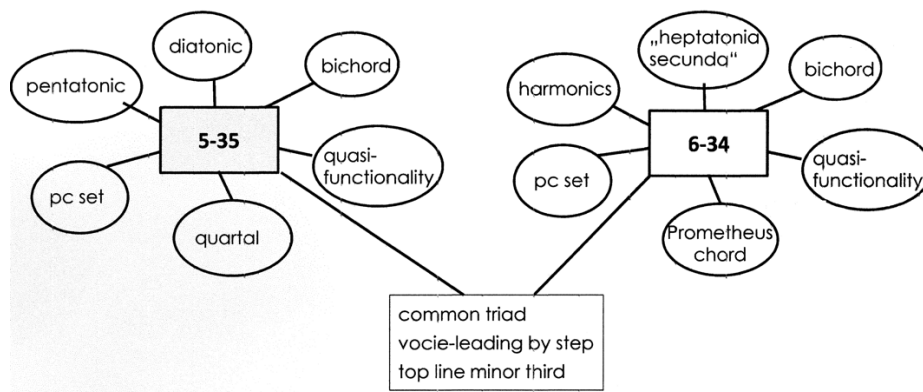 diatonic
pentatonic
bichord
5-35
quasi-
functionality
pc set
quartal
„heptatonia
secunda“
harmonics
bichord
6-34
quasi-
functionality
pc set
Prometheus
chord
common triad
vocie-leading by step
top line minor third